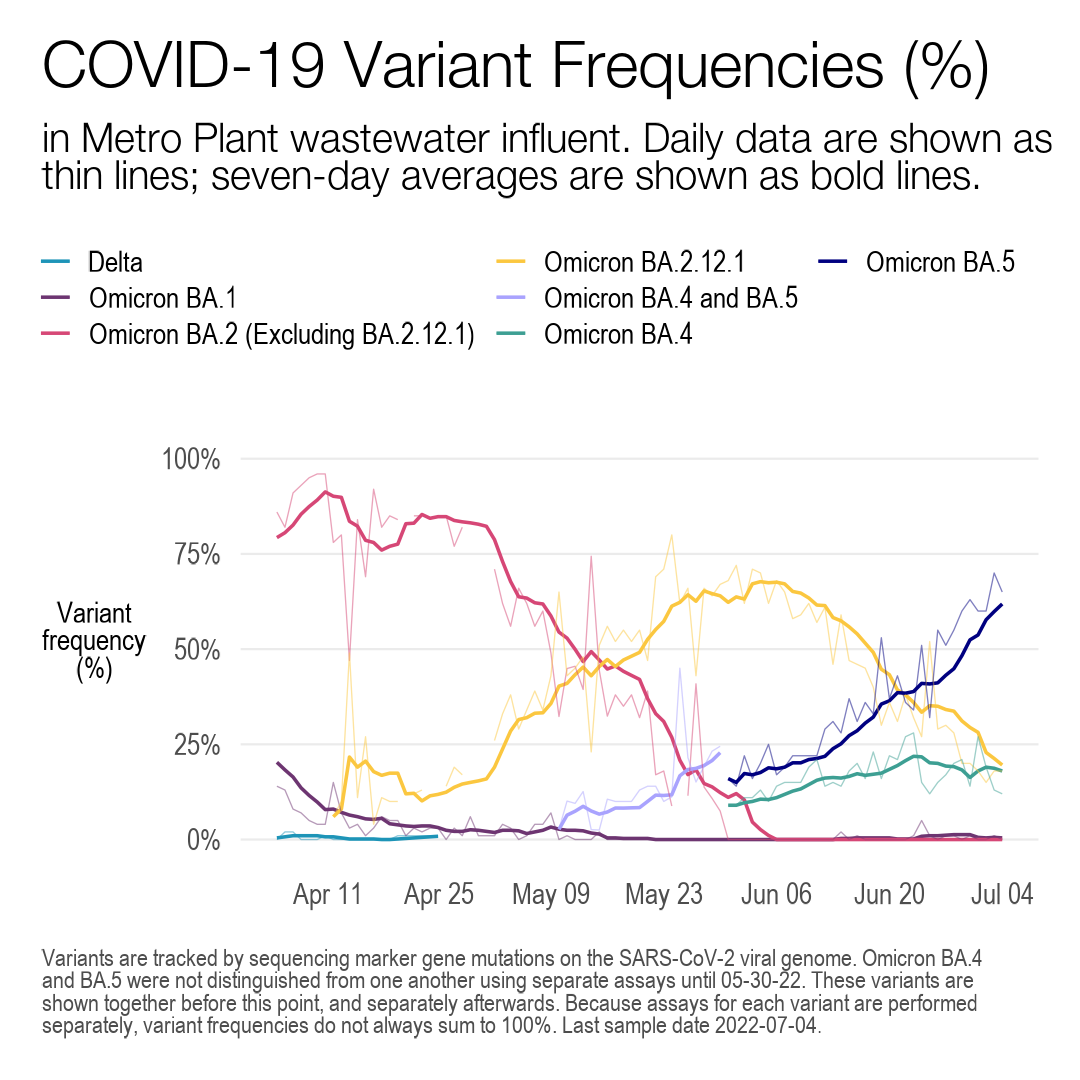 COVID-19 Variant Frequencies (%)
in Metro Plant wastewater influent. Daily data are shown as
thin lines; seven-day averages are shown as bold lines.
Delta
Omicron BA.1
Omicron BA.2 (Excluding BA.2.12.1)
Omicron BA.2.12.1
Omicron BA.4 and BA.5
Omicron BA.4
Omicron BA.5
100%
75%
50%
25%
0%
Variant
frequency
(%)
Apr 11
Apr 25
May 09
May 23
Jun 06
Jun 20
Jul 04
Variants are tracked by sequencing marker gene mutations on the SARS-CoV-2 viral genome. Omicron BA.4
and BA.5 were not distinguished from one another using separate assays until 05-30-22. These variants are
shown together before this point, and separately afterwards. Because assays for each variant are performed
separately, variant frequencies do not always sum to 100%. Last sample date 2022-07-04.